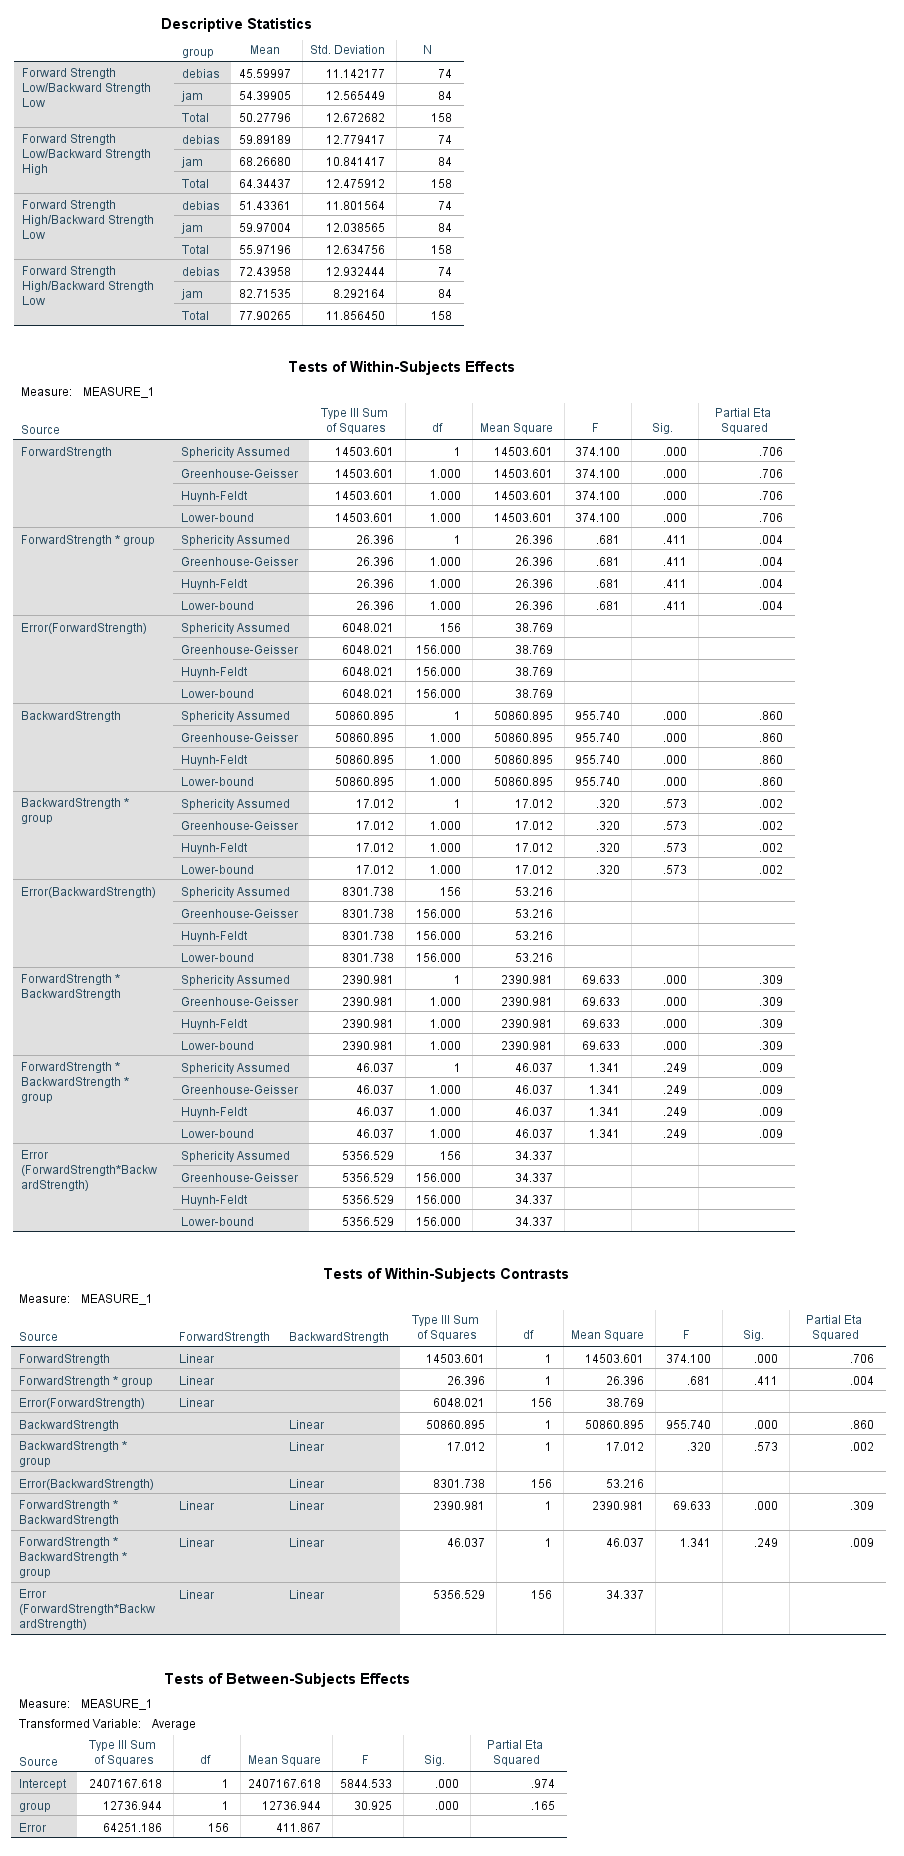 Descriptive Statistics
group Mean Std. Deviation N
Forward Strength Low/Backward Strength Low debias 45.59997 11.142177 74
jam 54.39905 12.565449 84
Total 50.27796 12.672682 158
Forward Strength Low/Backward Strength High debias 59.89189 12.779417 74
jam 68.26680 10.841417 84
Total 64.34437 12.475912 158
Forward Strength High/Backward Strength Low debias 51.43361 11.801564 74
jam 59.97004 12.038565 84
Total 55.97196 12.634756 158
Forward Strength High/Backward Strength Low debias 72.43958 12.932444 74
jam 82.71535 8.292164 84
Total 77.90265 11.856450 158
Tests of Within-Subjects Effects
Measure: MEASURE_1
Source Type III Sum of Squares df Mean Square F Sig. Partial Eta Squared
ForwardStrength Sphericity Assumed 14503.601 1 14503.601 374.100 .000 .706
Greenhouse-Geisser 14503.601 1.000 14503.601 374.100 .000 .706
Huynh-Feldt 14503.601 1.000 14503.601 374.100 .000 .706
Lower-bound 14503.601 1.000 14503.601 374.100 .000 .706
ForwardStrength * group Sphericity Assumed 26.396 1 26.396 .681 .411 .004
Greenhouse-Geisser 26.396 1.000 26.396 .681 .411 .004
Huynh-Feldt 26.396 1.000 26.396 .681 .411 .004
Lower-bound 26.396 1.000 26.396 .681 .411 .004
Error(ForwardStrength) Sphericity Assumed 6048.021 156 38.769
Greenhouse-Geisser 6048.021 156.000 38.769
Huynh-Feldt 6048.021 156.000 38.769
Lower-bound 6048.021 156.000 38.769
BackwardStrength Sphericity Assumed 50860.895 1 50860.895 955.740 .000 .860
Greenhouse-Geisser 50860.895 1.000 50860.895 955.740 .000 .860
Huynh-Feldt 50860.895 1.000 50860.895 955.740 .000 .860
Lower-bound 50860.895 1.000 50860.895 955.740 .000 .860
BackwardStrength * group Sphericity Assumed 17.012 1 17.012 .320 .573 .002
Greenhouse-Geisser 17.012 1.000 17.012 .320 .573 .002
Huynh-Feldt 17.012 1.000 17.012 .320 .573 .002
Lower-bound 17.012 1.000 17.012 .320 .573 .002
Error(BackwardStrength) Sphericity Assumed 8301.738 156 53.216
Greenhouse-Geisser 8301.738 156.000 53.216
Huynh-Feldt 8301.738 156.000 53.216
Lower-bound 8301.738 156.000 53.216
ForwardStrength * BackwardStrength Sphericity Assumed 2390.981 1 2390.981 69.633 .000 .309
Greenhouse-Geisser 2390.981 1.000 2390.981 69.633 .000 .309
Huynh-Feldt 2390.981 1.000 2390.981 69.633 .000 .309
Lower-bound 2390.981 1.000 2390.981 69.633 .000 .309
ForwardStrength * BackwardStrength * group Sphericity Assumed 46.037 1 46.037 1.341 .249 .009
Greenhouse-Geisser 46.037 1.000 46.037 1.341 .249 .009
Huynh-Feldt 46.037 1.000 46.037 1.341 .249 .009
Lower-bound 46.037 1.000 46.037 1.341 .249 .009
Error (ForwardStrength*BackwardStrength) Sphericity Assumed 5356.529 156 34.337
Greenhouse-Geisser 5356.529 156.000 34.337
Huynh-Feldt 5356.529 156.000 34.337
Lower-bound 5356.529 156.000 34.337
Tests of Within-Subjects Contrasts
Measure: MEASURE_1
Source ForwardStrength BackwardStrength Type III Sum of Squares df Mean Square F Sig. Partial Eta Squared
ForwardStrength Linear 14503.601 1 14503.601 374.100 .000 .706
ForwardStrength * group Linear 26.396 1 26.396 .681 .411 .004
Error(ForwardStrength) Linear 6048.021 156 38.769
BackwardStrength Linear 50860.895 1 50860.895 955.740 .000 .860
BackwardStrength * group Linear 17.012 1 17.012 .320 .573 .002
Error(BackwardStrength) Linear 8301.738 156 53.216
ForwardStrength * BackwardStrength Linear Linear 2390.981 1 2390.981 69.633 .000 .309
ForwardStrength * BackwardStrength * group Linear Linear 46.037 1 46.037 1.341 .249 .009
Error (ForwardStrength*BackwardStrength) Linear Linear 5356.529 156 34.337
Tests of Between-Subjects Effects
Measure: MEASURE_1
Transformed Variable: Average
Source Type III Sum of Squares df Mean Square F Sig. Partial Eta Squared
Intercept 2407167.618 1 2407167.618 5844.533 .000 .974
group 12736.944 1 12736.944 30.925 .000 .165
Error 64251.186 156 411.867